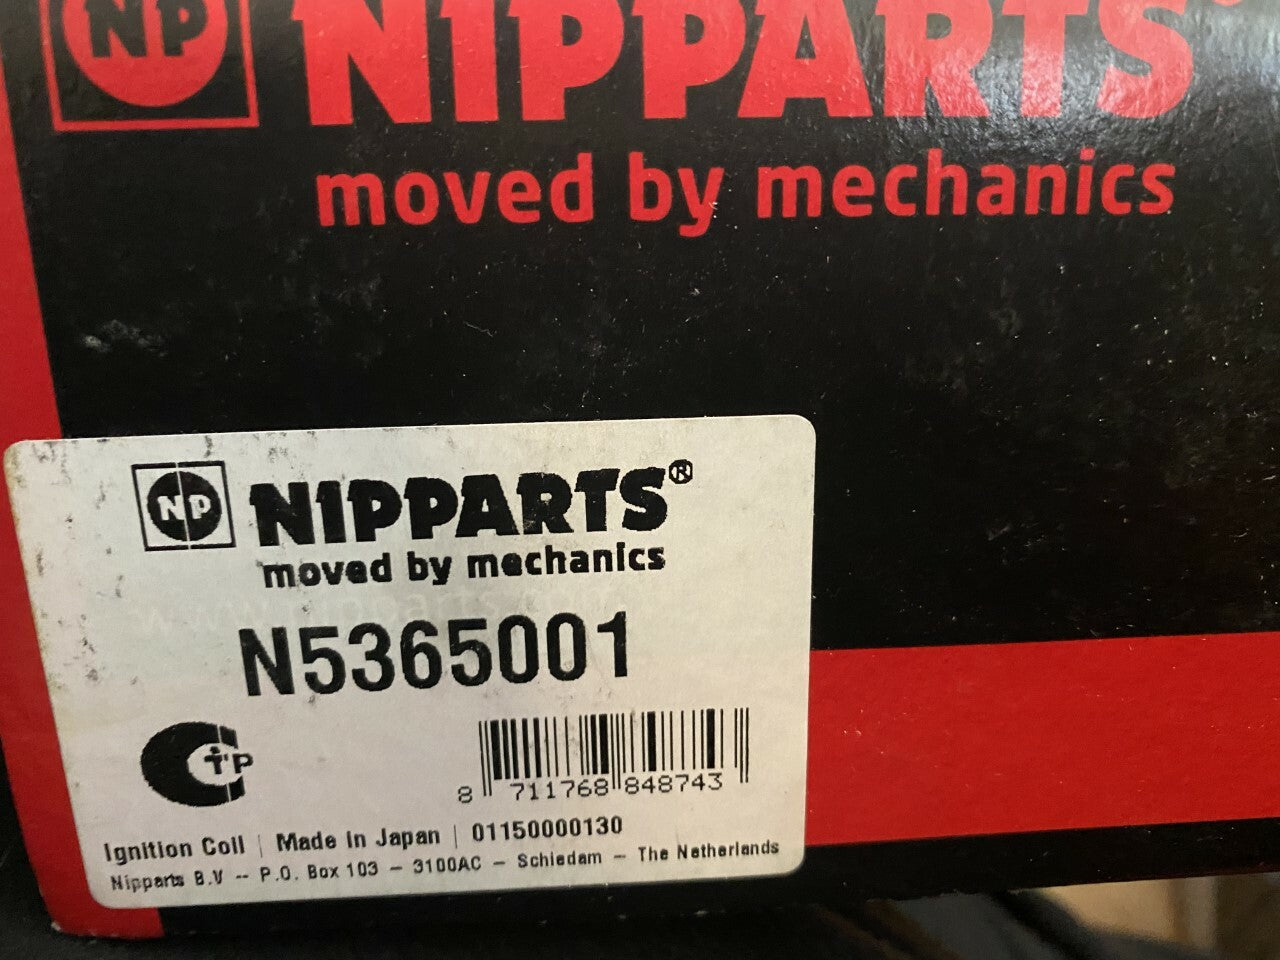 NP NIPPARTS®
moved by mechanics
NP NIPPARTS®
moved by mechanics
N5365001
8 711768 848743
Ignition Coil | Made in Japan | 01150000130
Nipparts B.V -- P.O. Box 103 – 3100AC – Schiedam – The Netherlands